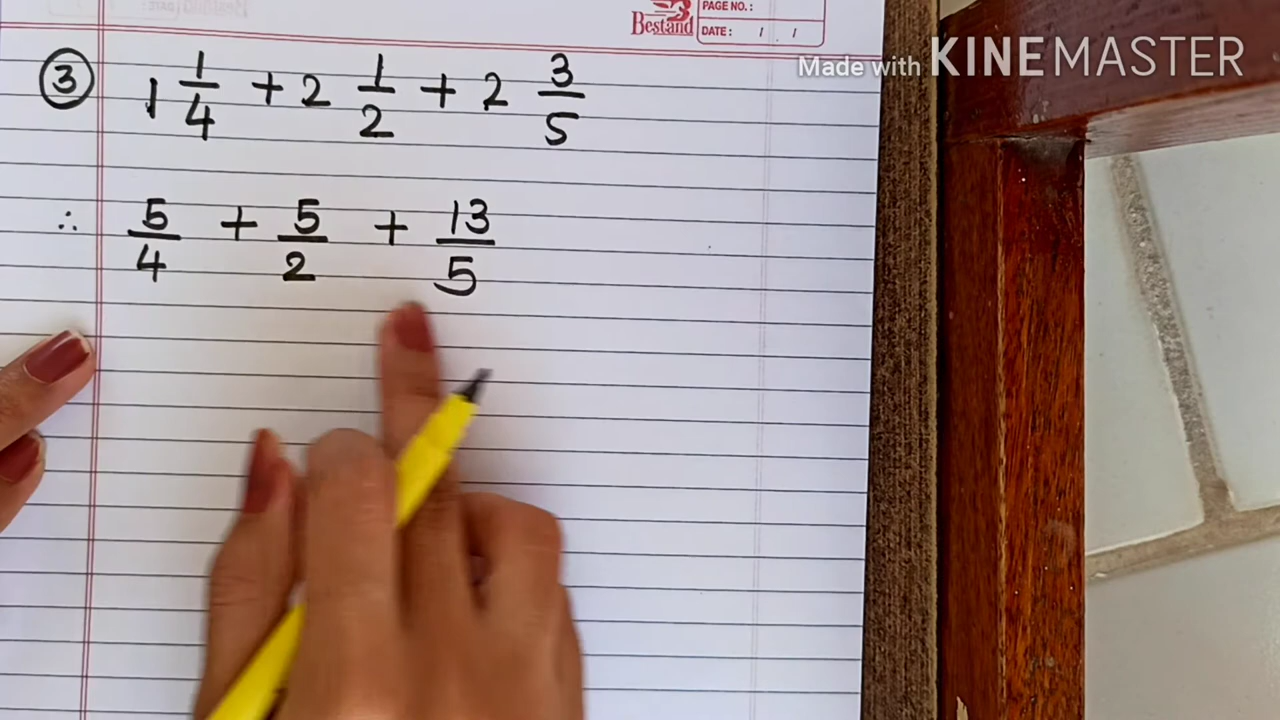 Bestand
PAGE NO. :
DATE : / /
Made with KINEMASTER
③ 1 1/4 + 2 1/2 + 2 3/5
∴ 5/4 + 5/2 + 13/5